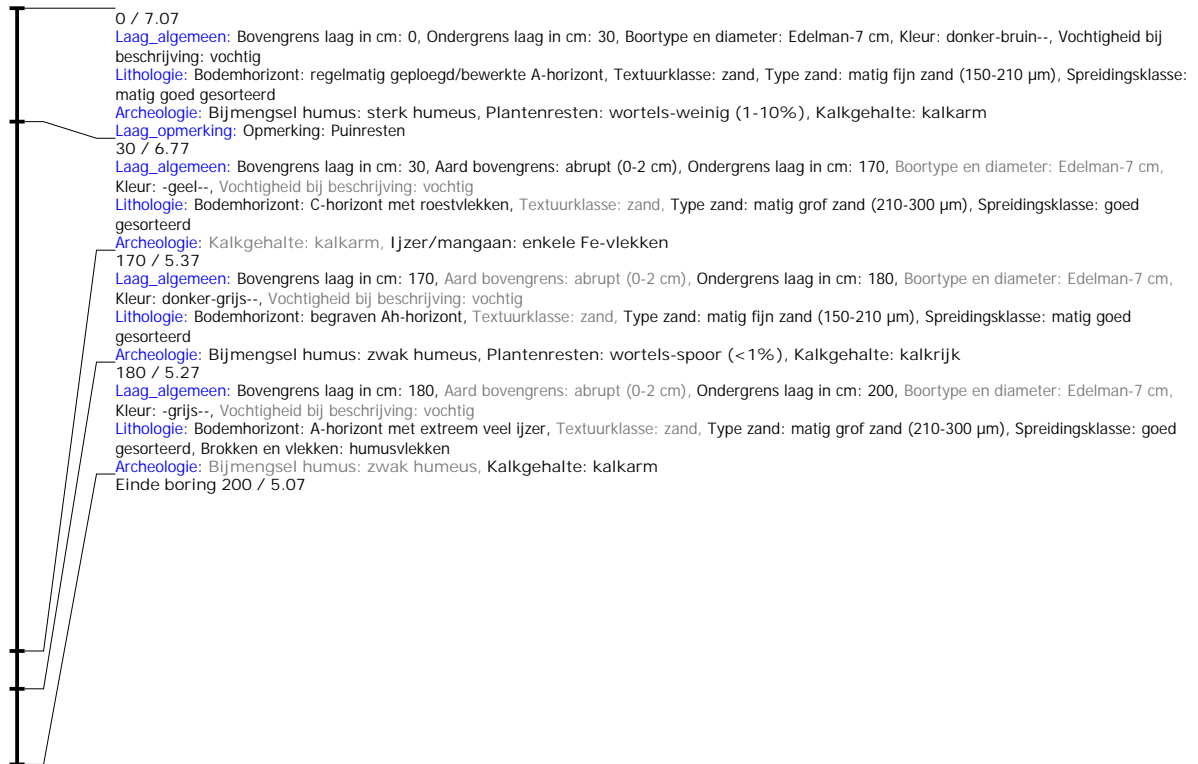 0 / 7.07
Laag_algemeen: Bovengrens laag in cm: 0, Ondergrens laag in cm: 30, Boortype en diameter: Edelman-7 cm, Kleur: donker-bruin--, Vochtigheid bij
beschrijving: vochtig
Lithologie: Bodemhorizont: regelmatig geploegd/bewerkte A-horizont, Textuurklasse: zand, Type zand: matig fijn zand (150-210 µm), Spreidingsklasse:
matig goed gesorteerd
Archeologie: Bijmengsel humus: sterk humeus, Plantenresten: wortels-weinig (1-10%), Kalkgehalte: kalkarm
Laag_opmerking: Opmerking: Puinresten
30 / 6.77
Laag_algemeen: Bovengrens laag in cm: 30, Aard bovengrens: abrupt (0-2 cm), Ondergrens laag in cm: 170, Boortype en diameter: Edelman-7 cm,
Kleur: -geel--, Vochtigheid bij beschrijving: vochtig
Lithologie: Bodemhorizont: C-horizont met roestvlekken, Textuurklasse: zand, Type zand: matig grof zand (210-300 µm), Spreidingsklasse: goed
gesorteerd
Archeologie: Kalkgehalte: kalkarm, Ijzer/mangaan: enkele Fe-vlekken
170 / 5.37
Laag_algemeen: Bovengrens laag in cm: 170, Aard bovengrens: abrupt (0-2 cm), Ondergrens laag in cm: 180, Boortype en diameter: Edelman-7 cm,
Kleur: donker-grijs--, Vochtigheid bij beschrijving: vochtig
Lithologie: Bodemhorizont: begraven Ah-horizont, Textuurklasse: zand, Type zand: matig fijn zand (150-210 µm), Spreidingsklasse: matig goed
gesorteerd
Archeologie: Bijmengsel humus: zwak humeus, Plantenresten: wortels-spoor (<1%), Kalkgehalte: kalkrijk
180 / 5.27
Laag_algemeen: Bovengrens laag in cm: 180, Aard bovengrens: abrupt (0-2 cm), Ondergrens laag in cm: 200, Boortype en diameter: Edelman-7 cm,
Kleur: -grijs--, Vochtigheid bij beschrijving: vochtig
Lithologie: Bodemhorizont: A-horizont met extreem veel ijzer, Textuurklasse: zand, Type zand: matig grof zand (210-300 µm), Spreidingsklasse: goed
gesorteerd, Brokken en vlekken: humusvlekken
Archeologie: Bijmengsel humus: zwak humeus, Kalkgehalte: kalkarm
Einde boring 200 / 5.07